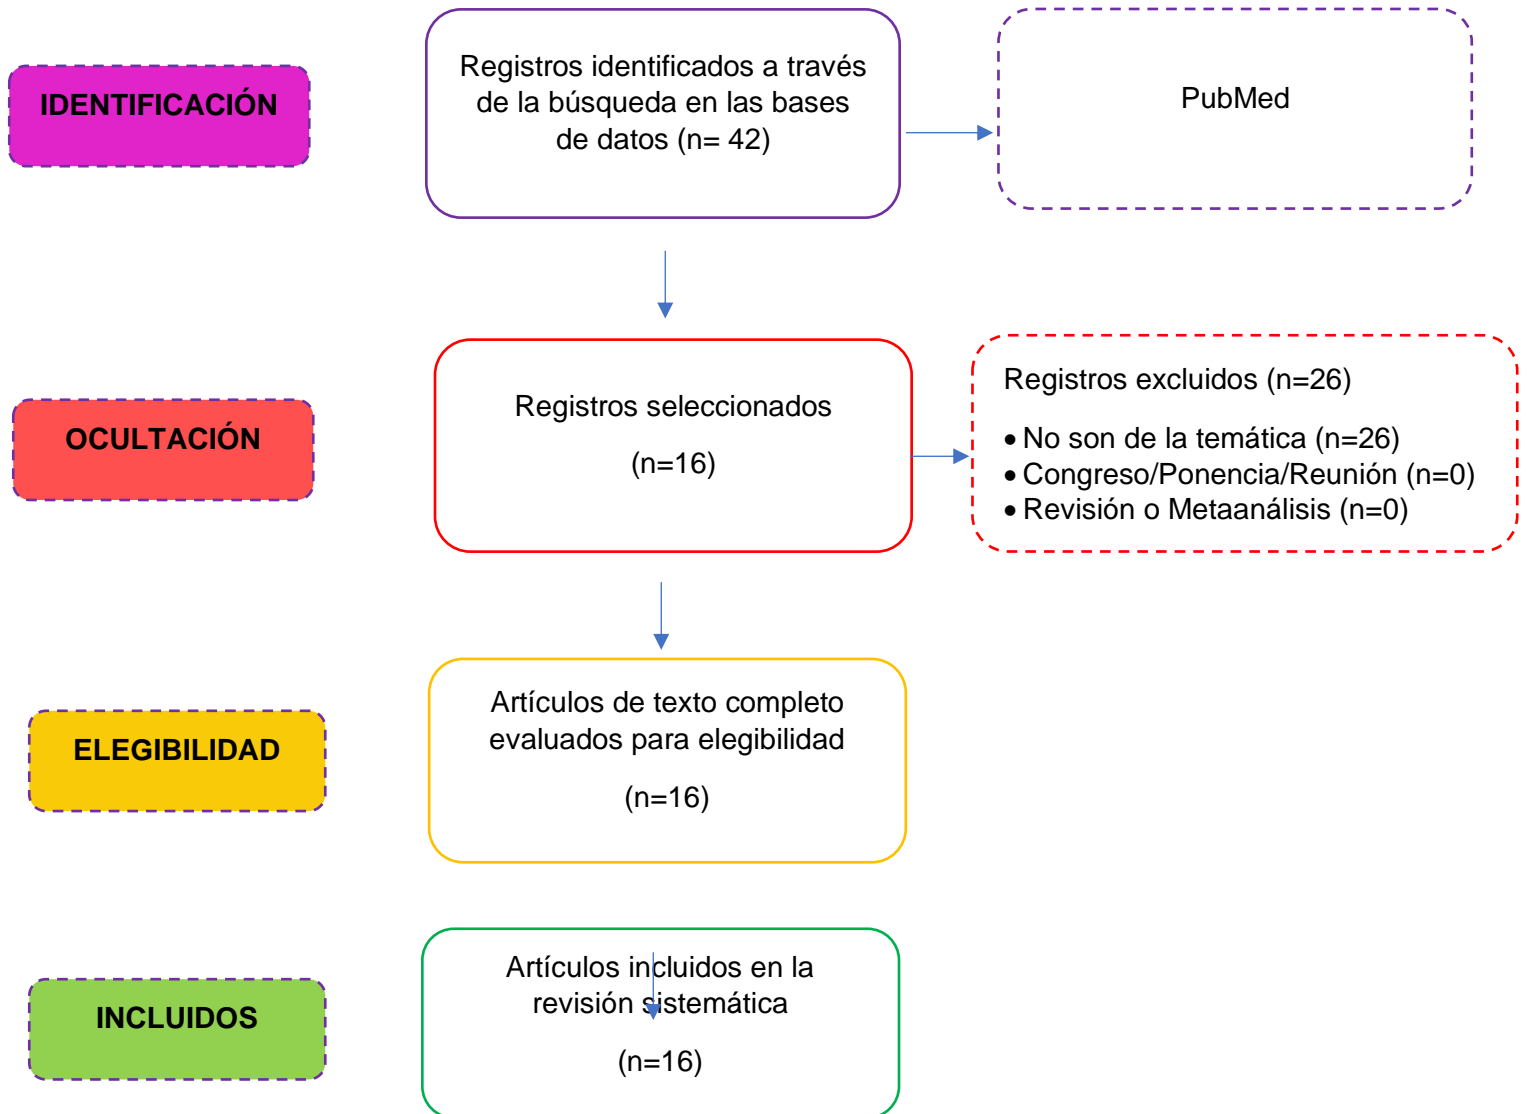 IDENTIFICACIÓN
Registros identificados a través
de la búsqueda en las bases
de datos (n= 42)
PubMed
OCULTACIÓN
Registros seleccionados
(n=16)
Registros excluidos (n=26)
• No son de la temática (n=26)
• Congreso/Ponencia/Reunión (n=0)
• Revisión o Metaanálisis (n=0)
ELEGIBILIDAD
Artículos de texto completo
evaluados para elegibilidad
(n=16)
INCLUIDOS
Artículos incluidos en la
revisión sistemática
(n=16)